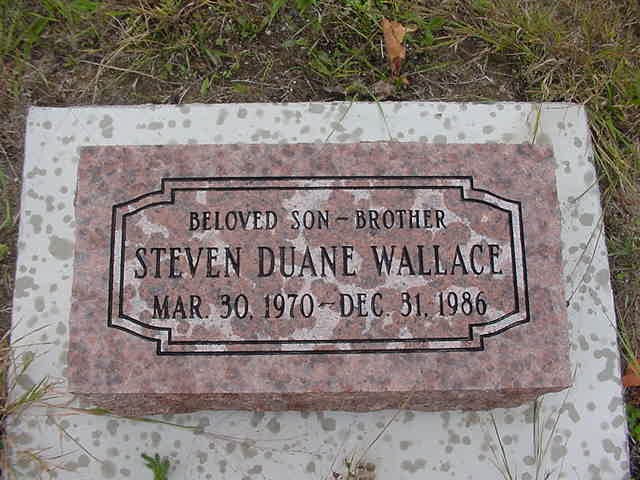 BELOVED SON ~ BROTHER
STEVEN DUANE WALLACE
MAR. 30, 1970 ~ DEC. 31, 1986